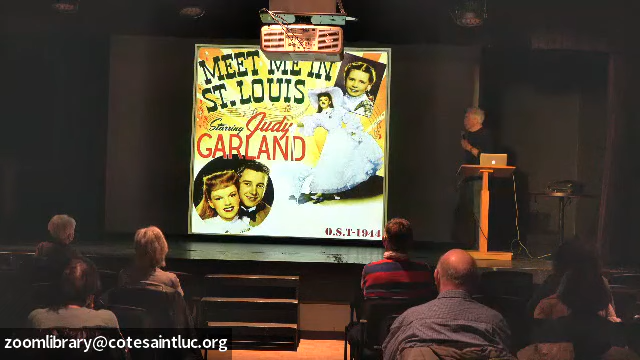 MEET ME IN
ST. LOUIS
Starring Judy
GARLAND
O.S.T-1944
zoomlibrary@cotesaintluc.org